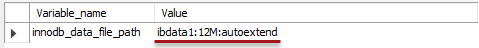 Variable_name Value
innodb_data_file_path ibdata1:12M:autoextend